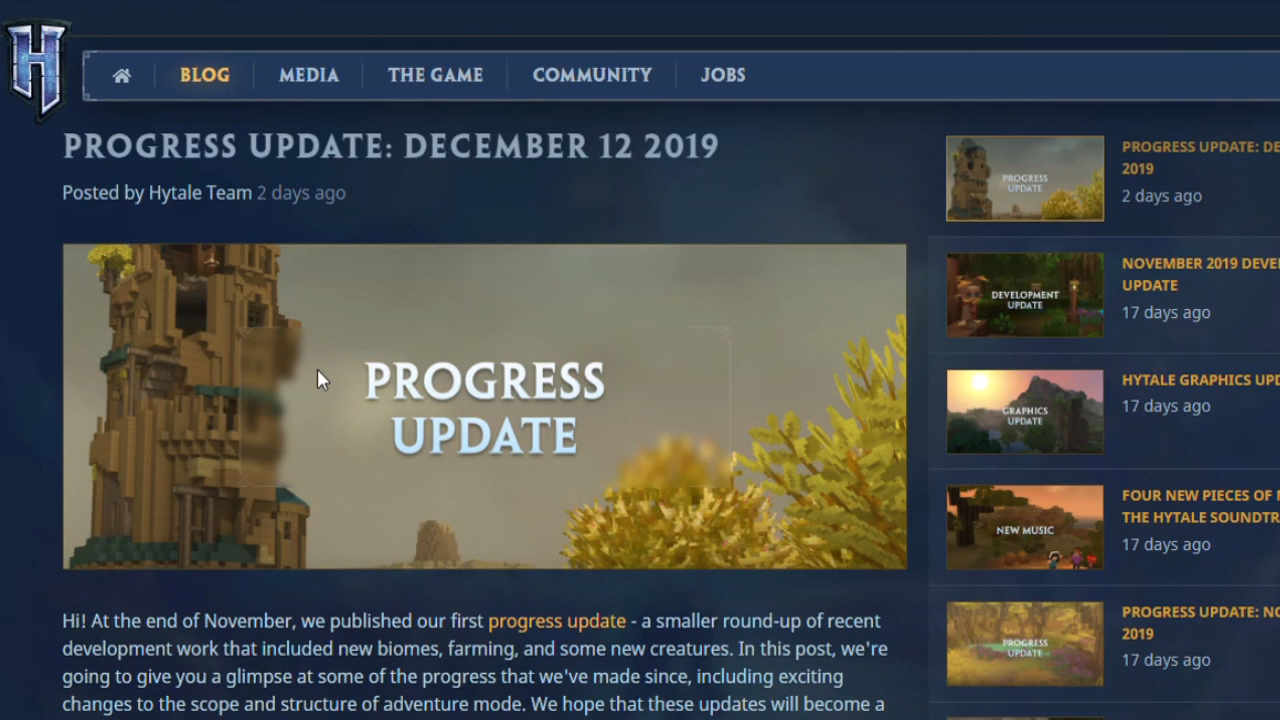 BLOG
MEDIA
THE GAME
COMMUNITY
JOBS
PROGRESS UPDATE: DECEMBER 12 2019
Posted by Hytale Team 2 days ago
PROGRESS
UPDATE
Hi! At the end of November, we published our first progress update - a smaller round-up of recent
development work that included new biomes, farming, and some new creatures. In this post, we're
going to give you a glimpse at some of the progress that we've made since, including exciting
changes to the scope and structure of adventure mode. We hope that these updates will become a
PROGRESS
UPDATE
PROGRESS UPDATE: DE
2019
2 days ago
DEVELOPMENT
UPDATE
NOVEMBER 2019 DEVE
UPDATE
17 days ago
GRAPHICS
UPDATE
HYTALE GRAPHICS UPD
17 days ago
NEW MUSIC
FOUR NEW PIECES OF
THE HYTALE SOUNDTR
17 days ago
PROGRESS
UPDATE
PROGRESS UPDATE: NO
2019
17 days ago